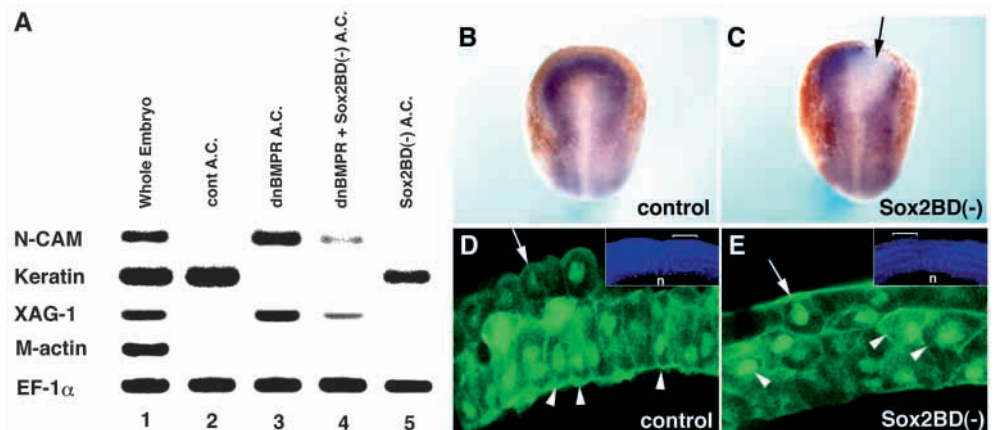 A
Whole Embryo
cont A.C.
dnBMPR A.C.
dnBMPR + Sox2BD(-) A.C.
Sox2BD(-) A.C.
N-CAM
Keratin
XAG-1
M-actin
EF-1α
1 2 3 4 5
B
control
C
Sox2BD(-)
D
n
control
E
n
Sox2BD(-)